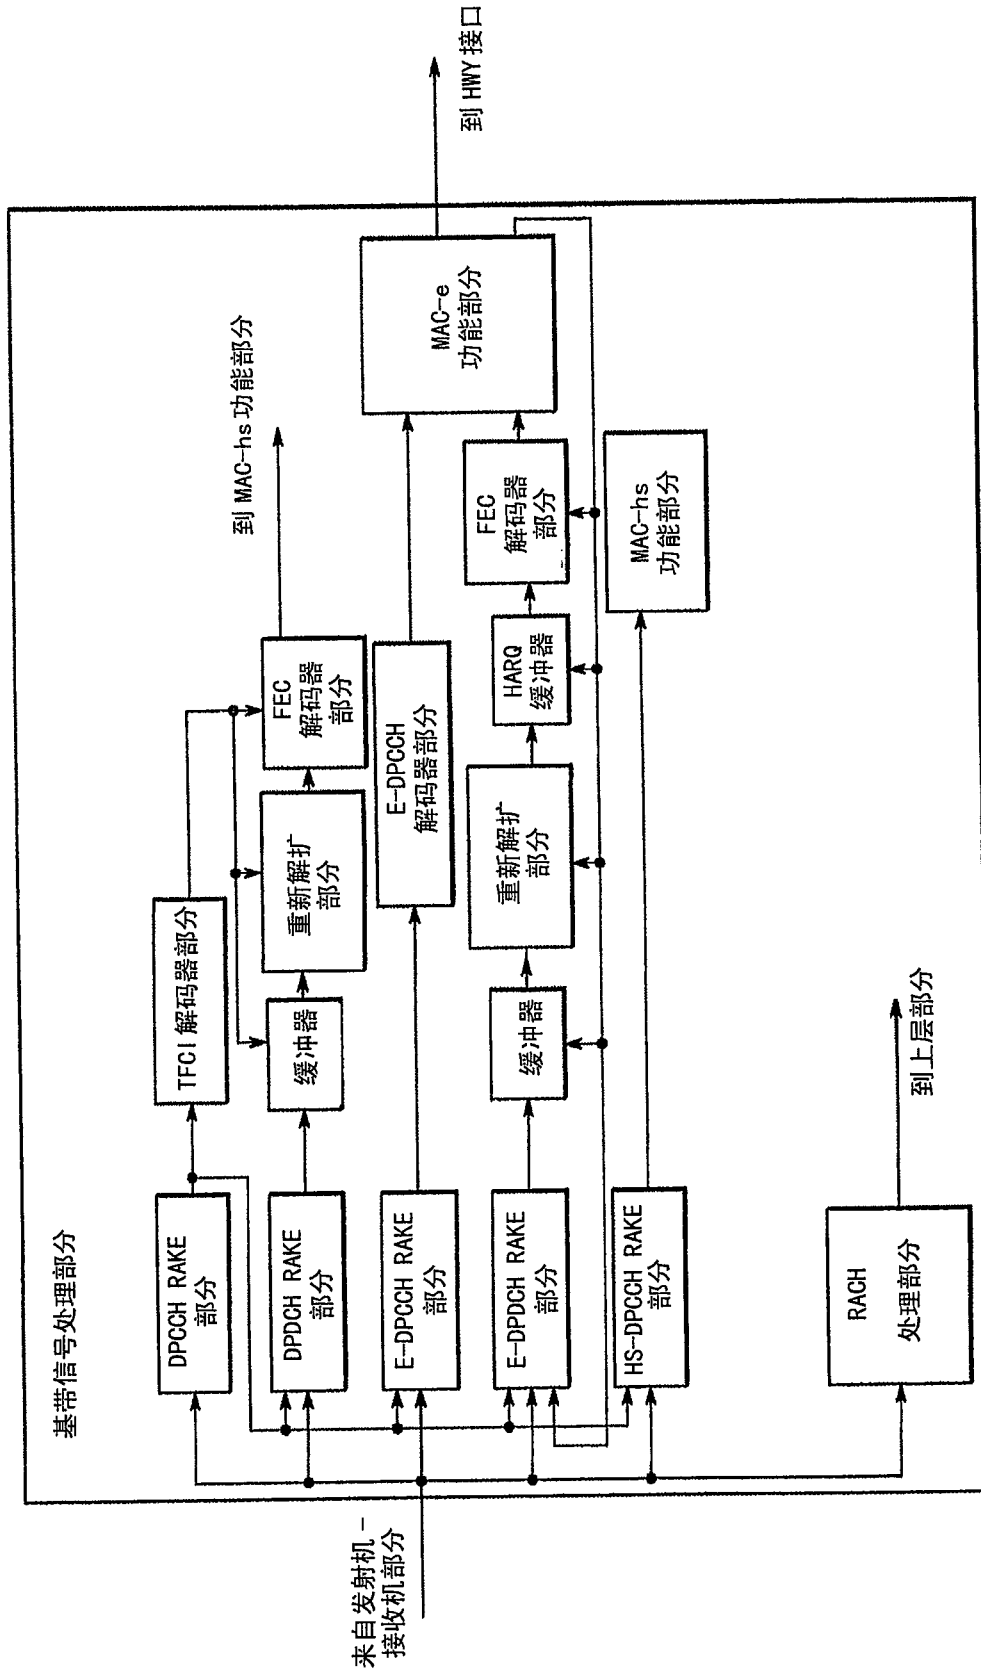 基带信号处理部分
来自发射机－
接收机部分
DPCCH RAKE
部分
TFCI 解码器部分
DPDCH RAKE
部分
缓冲器
重新解扩
部分
FEC
解码器
部分
到 MAC-hs 功能部分
E-DPCCH RAKE
部分
E-DPCCH
解码器部分
MAC-e
功能部分
到 HWY 接口
E-DPDCH RAKE
部分
缓冲器
重新解扩
部分
HARQ
缓冲器
FEC
解码器
部分
HS-DPCCH RAKE
部分
MAC-hs
功能部分
RACH
处理部分
到上层部分